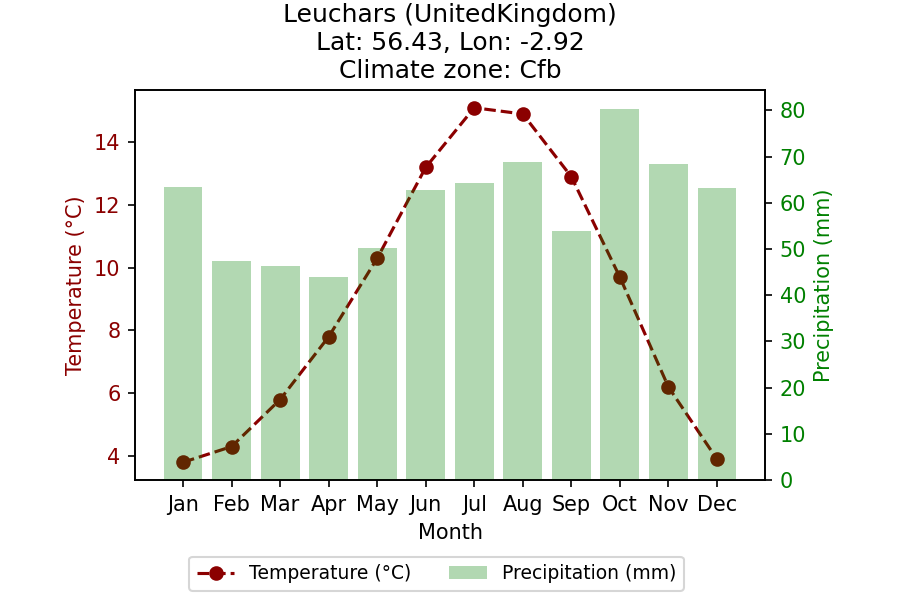 Leuchars (UnitedKingdom)
Lat: 56.43, Lon: -2.92
Climate zone: Cfb
Temperature (°C)
14
12
10
8
6
4
80
70
60
50
40
30
20
10
0
Precipitation (mm)
Jan Feb Mar Apr May Jun Jul Aug Sep Oct Nov Dec
Month
Temperature (°C) Precipitation (mm)